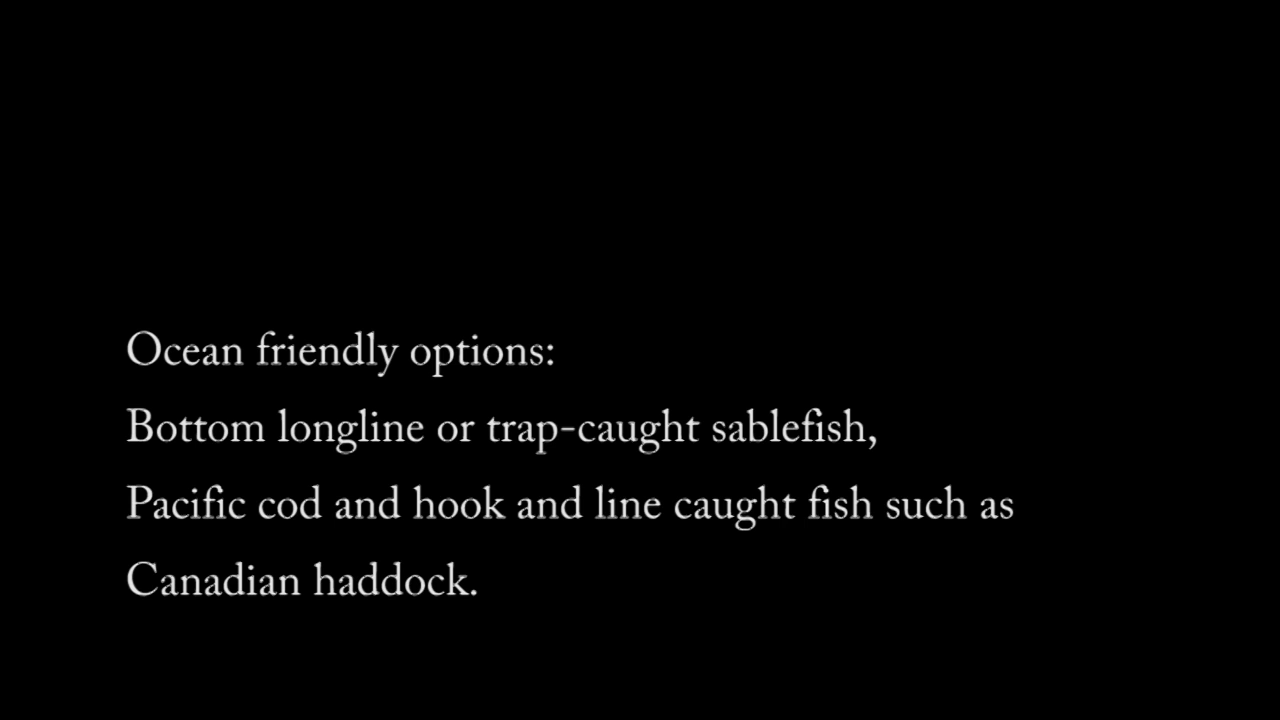 Ocean friendly options:
Bottom longline or trap-caught sablefish,
Pacific cod and hook and line caught fish such as
Canadian haddock.